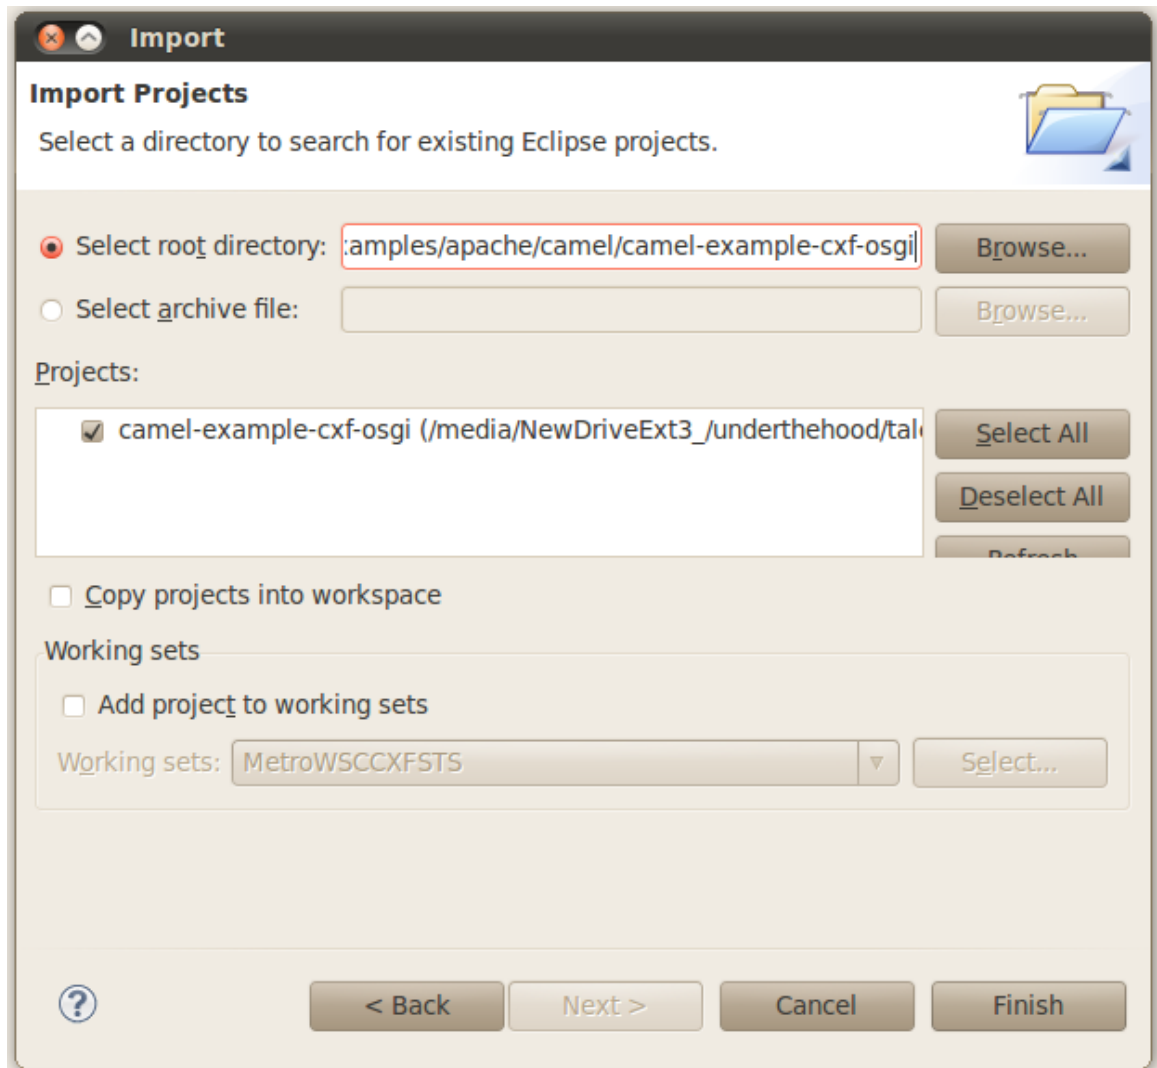 Import
Import Projects
Select a directory to search for existing Eclipse projects.
Select root directory: :amples/apache/camel/camel-example-cxf-osgi Browse...
Select archive file: Browse...
Projects:
camel-example-cxf-osgi (/media/NewDriveExt3_/underthehood/tal Select All
Deselect All
Refresh
Copy projects into workspace
Working sets
Add project to working sets
Working sets: MetroWSCCXFSTS Select...
? < Back Next > Cancel Finish